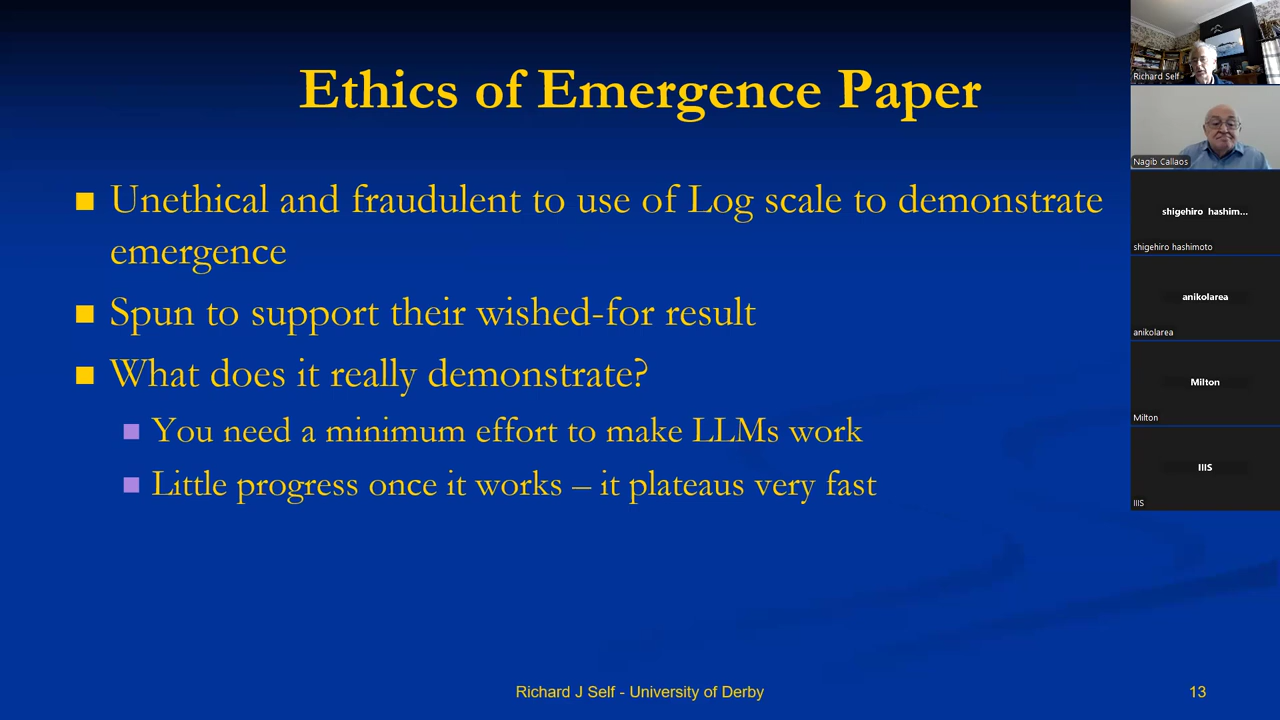 Ethics of Emergence Paper
Unethical and fraudulent to use of Log scale to demonstrate
emergence
Spun to support their wished-for result
What does it really demonstrate?
You need a minimum effort to make LLMs work
Little progress once it works – it plateaus very fast
Richard J Self - University of Derby
13
Richard Self
Nagib Callaos
shigehiro hashim...
shigehiro hashimoto
anikolarea
anikolarea
Milton
Milton
IIIS
IIIS